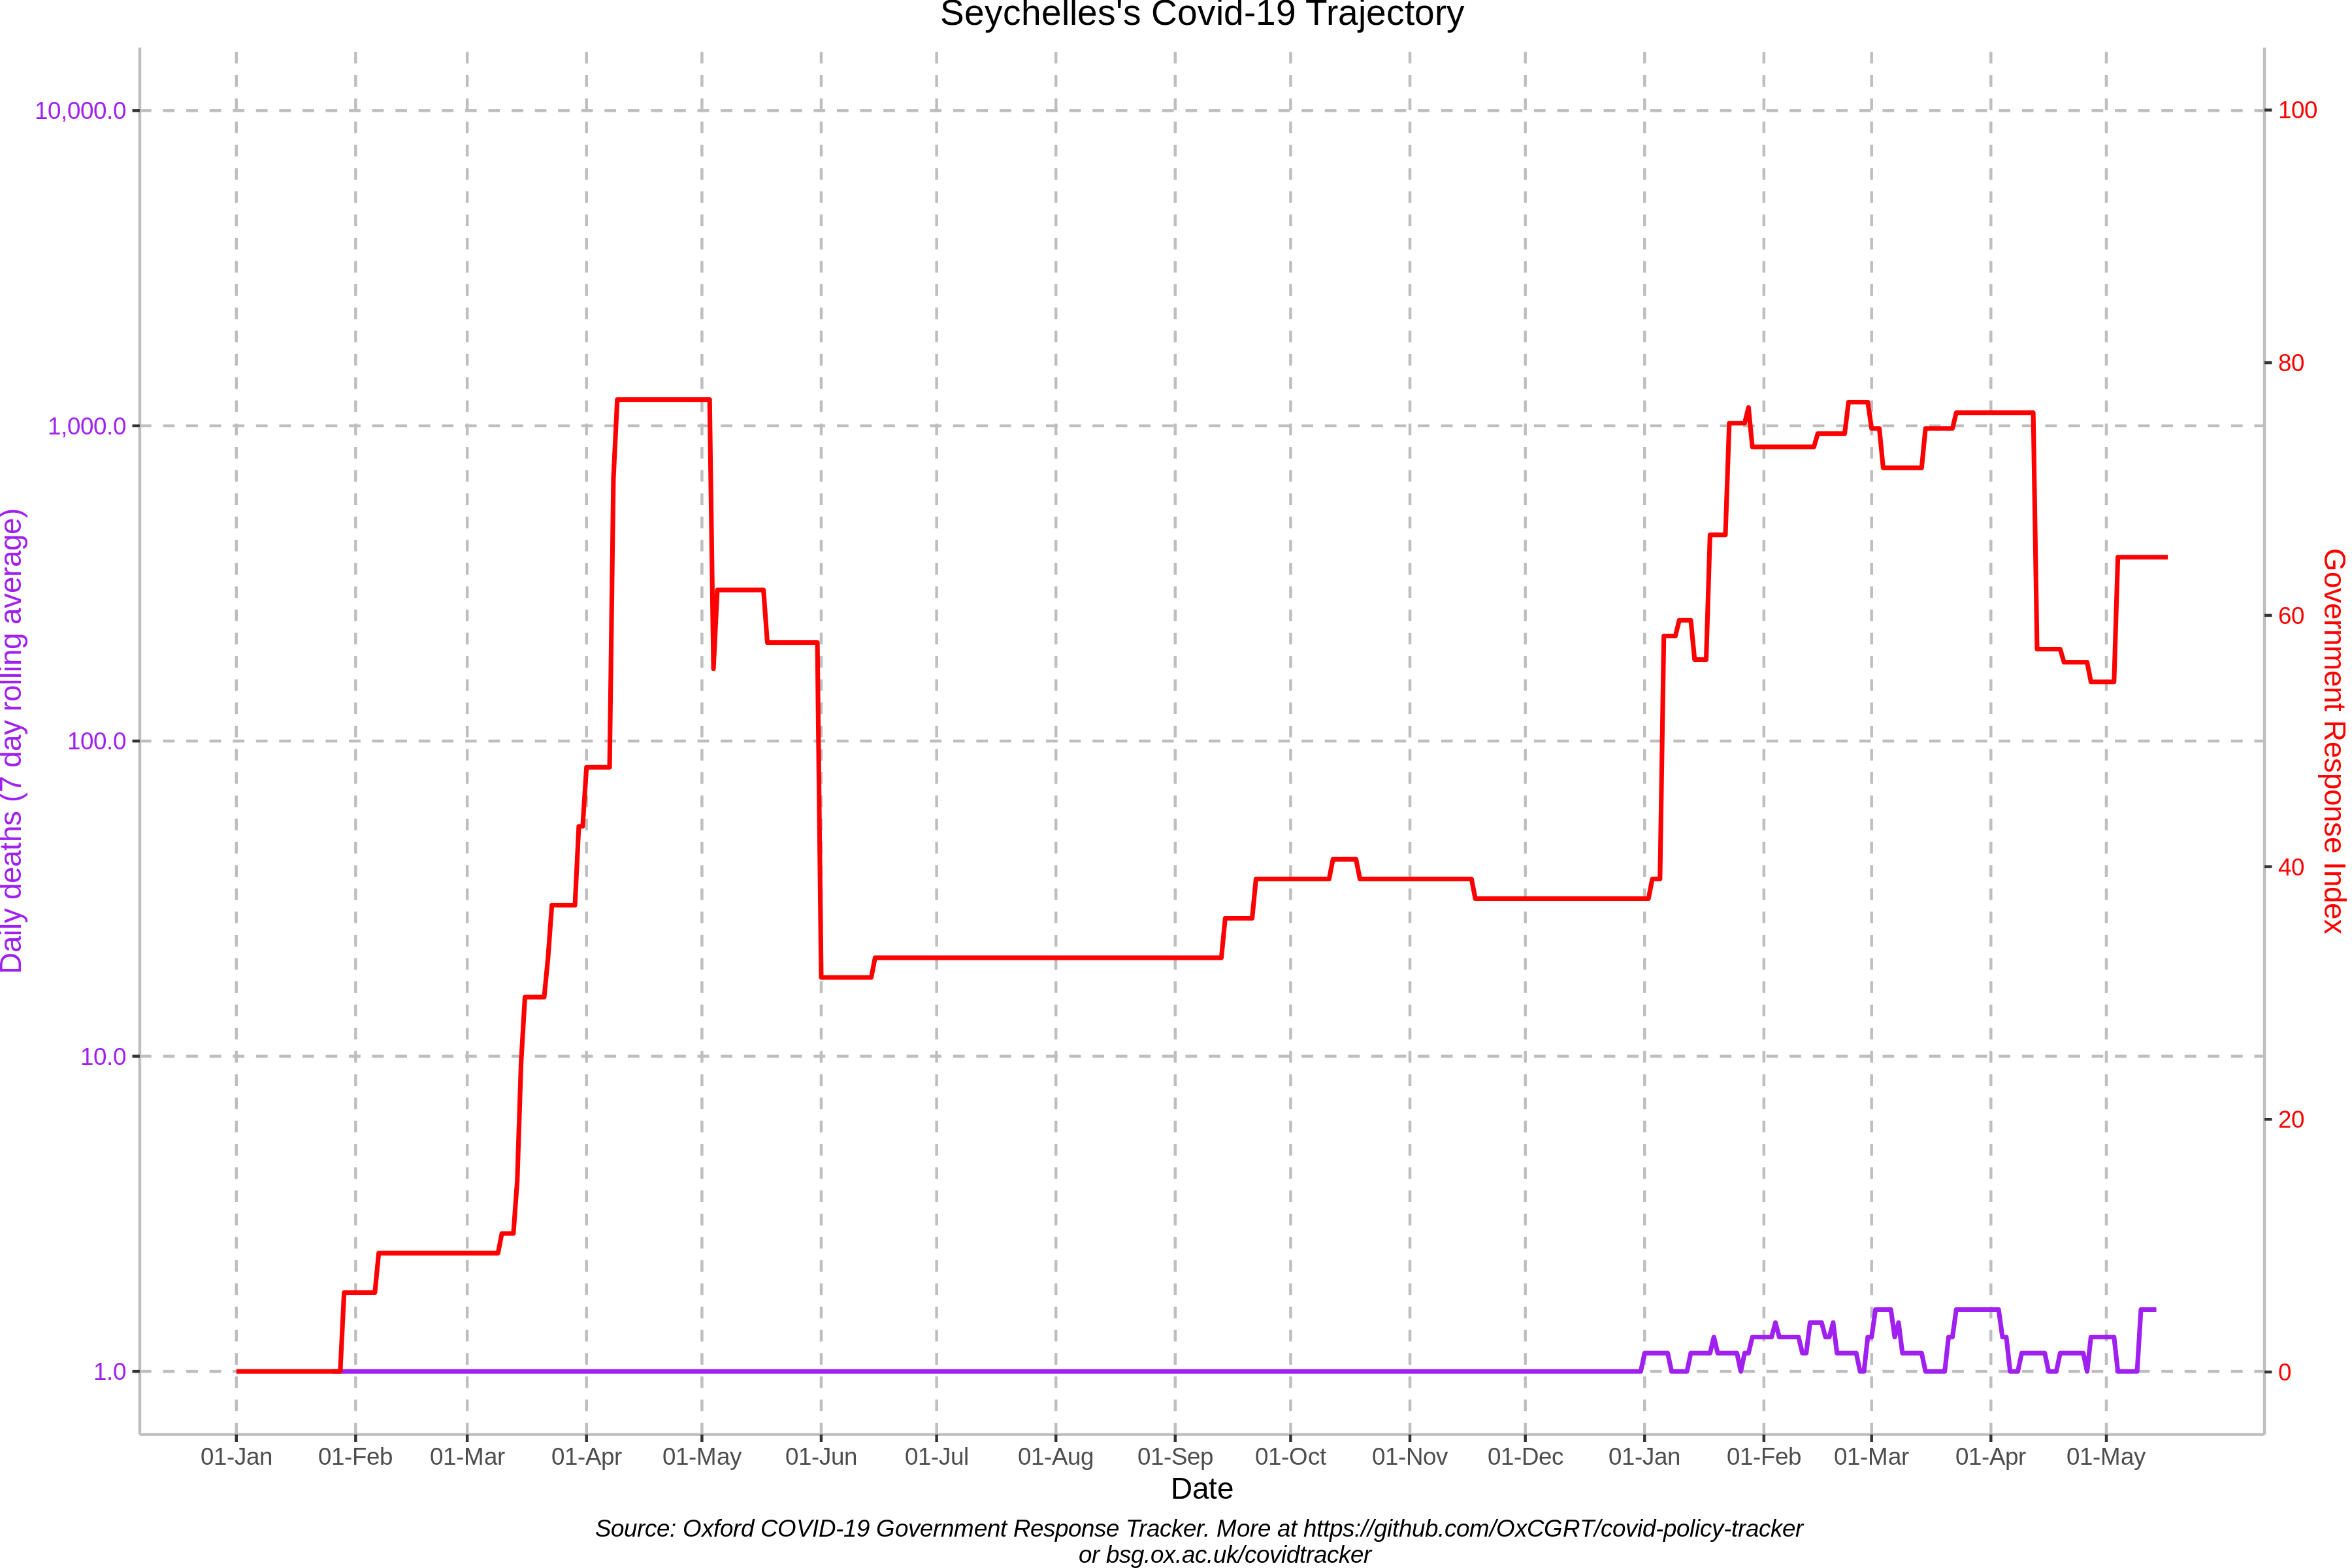 Seychelles's Covid-19 Trajectory
10,000.0
1,000.0
100.0
10.0
1.0
Daily deaths (7 day rolling average)
100
80
60
40
20
0
Government Response Index
01-Jan 01-Feb 01-Mar 01-Apr 01-May 01-Jun 01-Jul 01-Aug 01-Sep 01-Oct 01-Nov 01-Dec 01-Jan 01-Feb 01-Mar 01-Apr 01-May
Date
Source: Oxford COVID-19 Government Response Tracker. More at https://github.com/OxCGRT/covid-policy-tracker
or bsg.ox.ac.uk/covidtracker